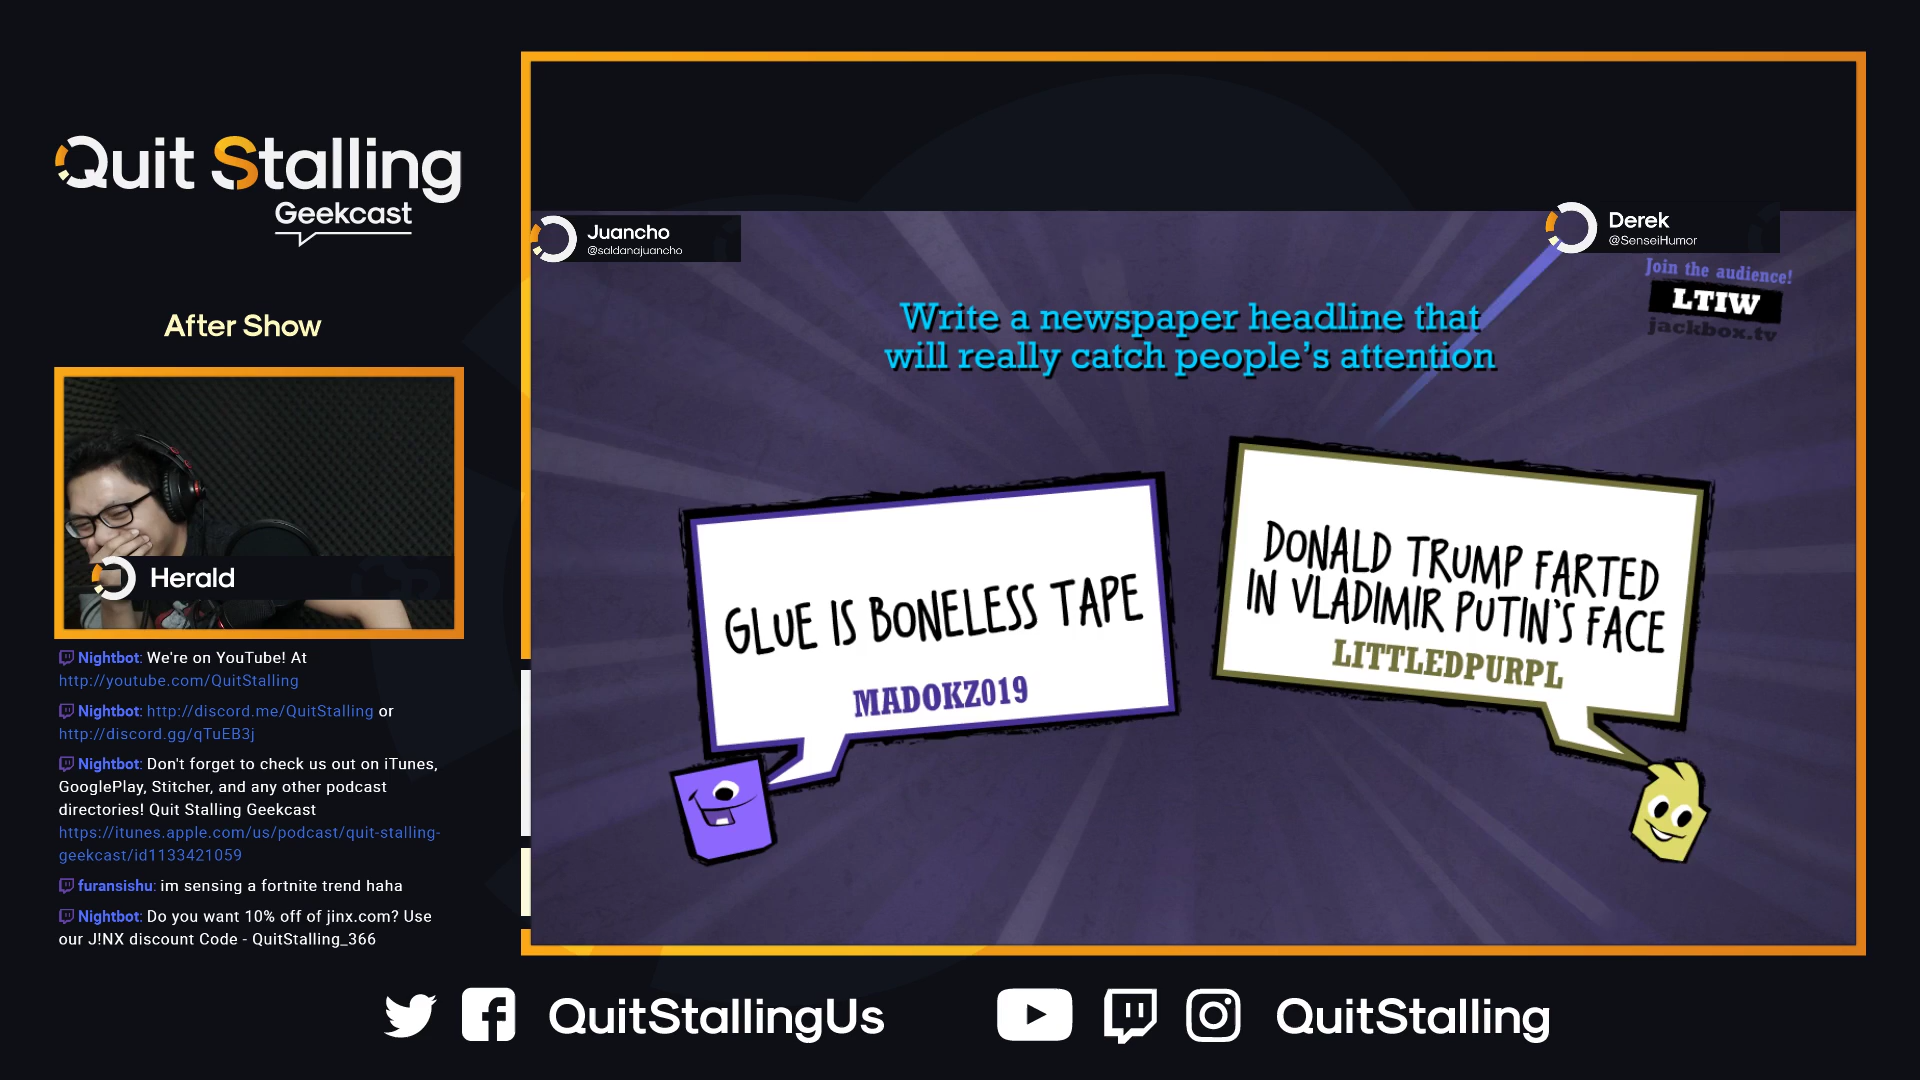 Quit Stalling
Geekcast
After Show
Herald
Nightbot: We're on YouTube! At
http://youtube.com/QuitStalling
Nightbot: http://discord.me/QuitStalling or
http://discord.gg/qTuEB3j
Nightbot: Don't forget to check us out on iTunes,
GooglePlay, Stitcher, and any other podcast
directories! Quit Stalling Geekcast
https://itunes.apple.com/us/podcast/quit-stalling-
geekcast/id1133421059
furansishu: im sensing a fortnite trend haha
Nightbot: Do you want 10% off of jinx.com? Use
our J!NX discount Code - QuitStalling_366
Juancho
@saldanajuancho
Derek
@SenseiHumor
Join the audience!
LTIW
jackbox.tv
Write a newspaper headline that
will really catch people's attention
GLUE IS BONELESS TAPE
MADOKZ019
DONALD TRUMP FARTED
IN VLADIMIR PUTIN'S FACE
LITTLEDPURPL
QuitStallingUs
QuitStalling